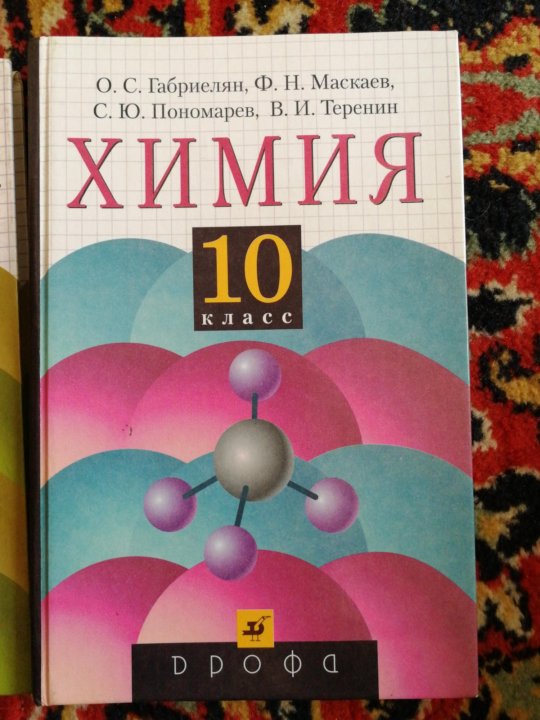 О. С. Габриелян, Ф. Н. Маскаев,
С. Ю. Пономарев, В. И. Теренин
ХИМИЯ
10
класс
ДРОФА